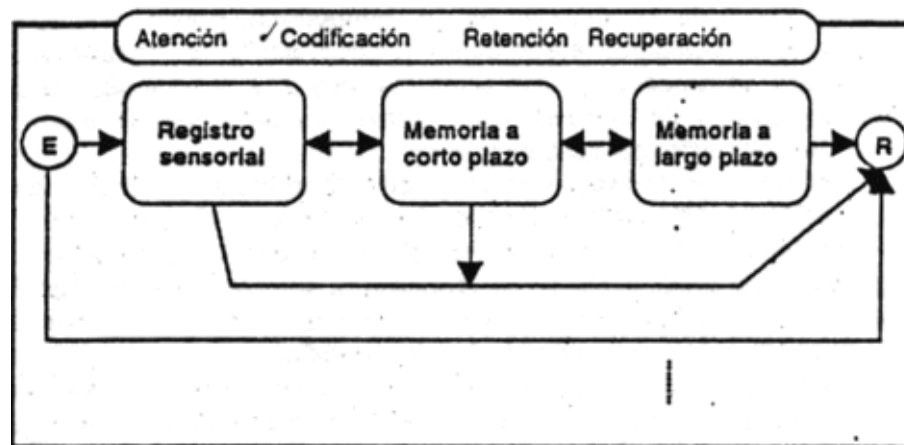 Atención ✓Codificación Retención Recuperación
E
Registro
sensorial
Memoria a
corto plazo
Memoria a
largo plazo
R